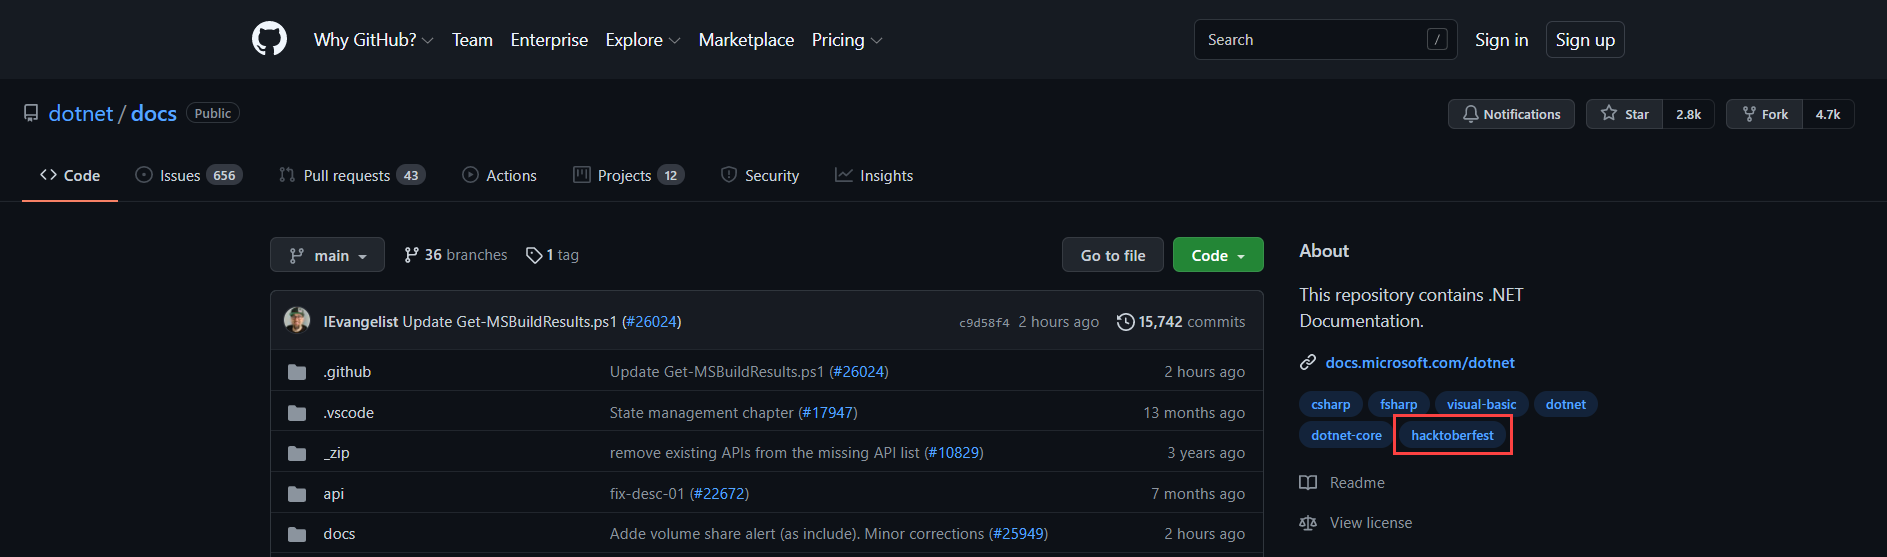 Why GitHub? Team Enterprise Explore Marketplace Pricing Search / Sign in Sign up
dotnet / docs Public Notifications Star 2.8k Fork 4.7k
Code Issues 656 Pull requests 43 Actions Projects 12 Security Insights
main 36 branches 1 tag Go to file Code
IEvangelist Update Get-MSBuildResults.ps1 (#26024) c9d58f4 2 hours ago 15,742 commits
.github Update Get-MSBuildResults.ps1 (#26024) 2 hours ago
.vscode State management chapter (#17947) 13 months ago
_zip remove existing APIs from the missing API list (#10829) 3 years ago
api fix-desc-01 (#22672) 7 months ago
docs Adde volume share alert (as include). Minor corrections (#25949) 2 hours ago
About
This repository contains .NET
Documentation.
docs.microsoft.com/dotnet
csharp fsharp visual-basic dotnet
dotnet-core hacktoberfest
Readme
View license